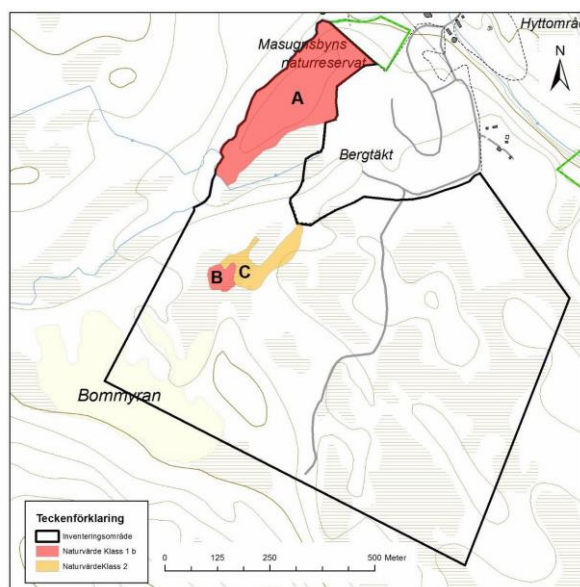 Hyttområ
Masugnsbyns
naturreservat
N
A
Bergtäkt
B
C
Bommyran
Teckenförklaring
Inventeringsområde
Naturvärde Klass 1 b
NaturvärdeKlass 2
0 125 250 500 Meter